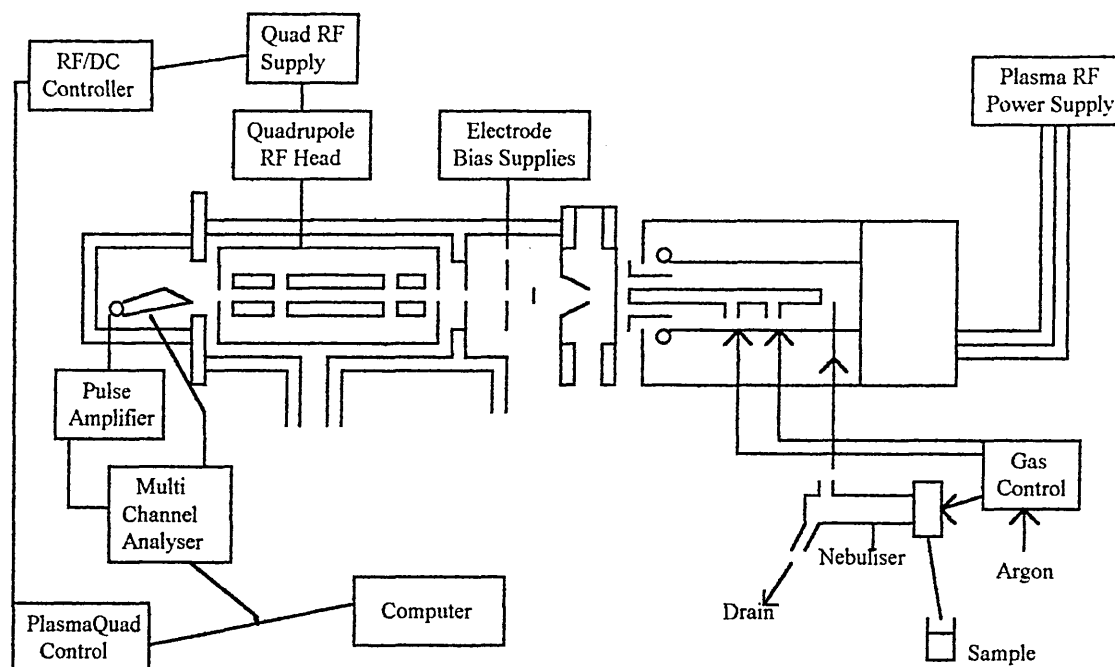 Quad RF
Supply
RF/DC
Controller
Plasma RF
Power Supply
Quadrupole
RF Head
Electrode
Bias Supplies
Pulse
Amplifier
Multi
Channel
Analyser
Gas
Control
Nebuliser
Argon
Drain
Computer
PlasmaQuad
Control
Sample